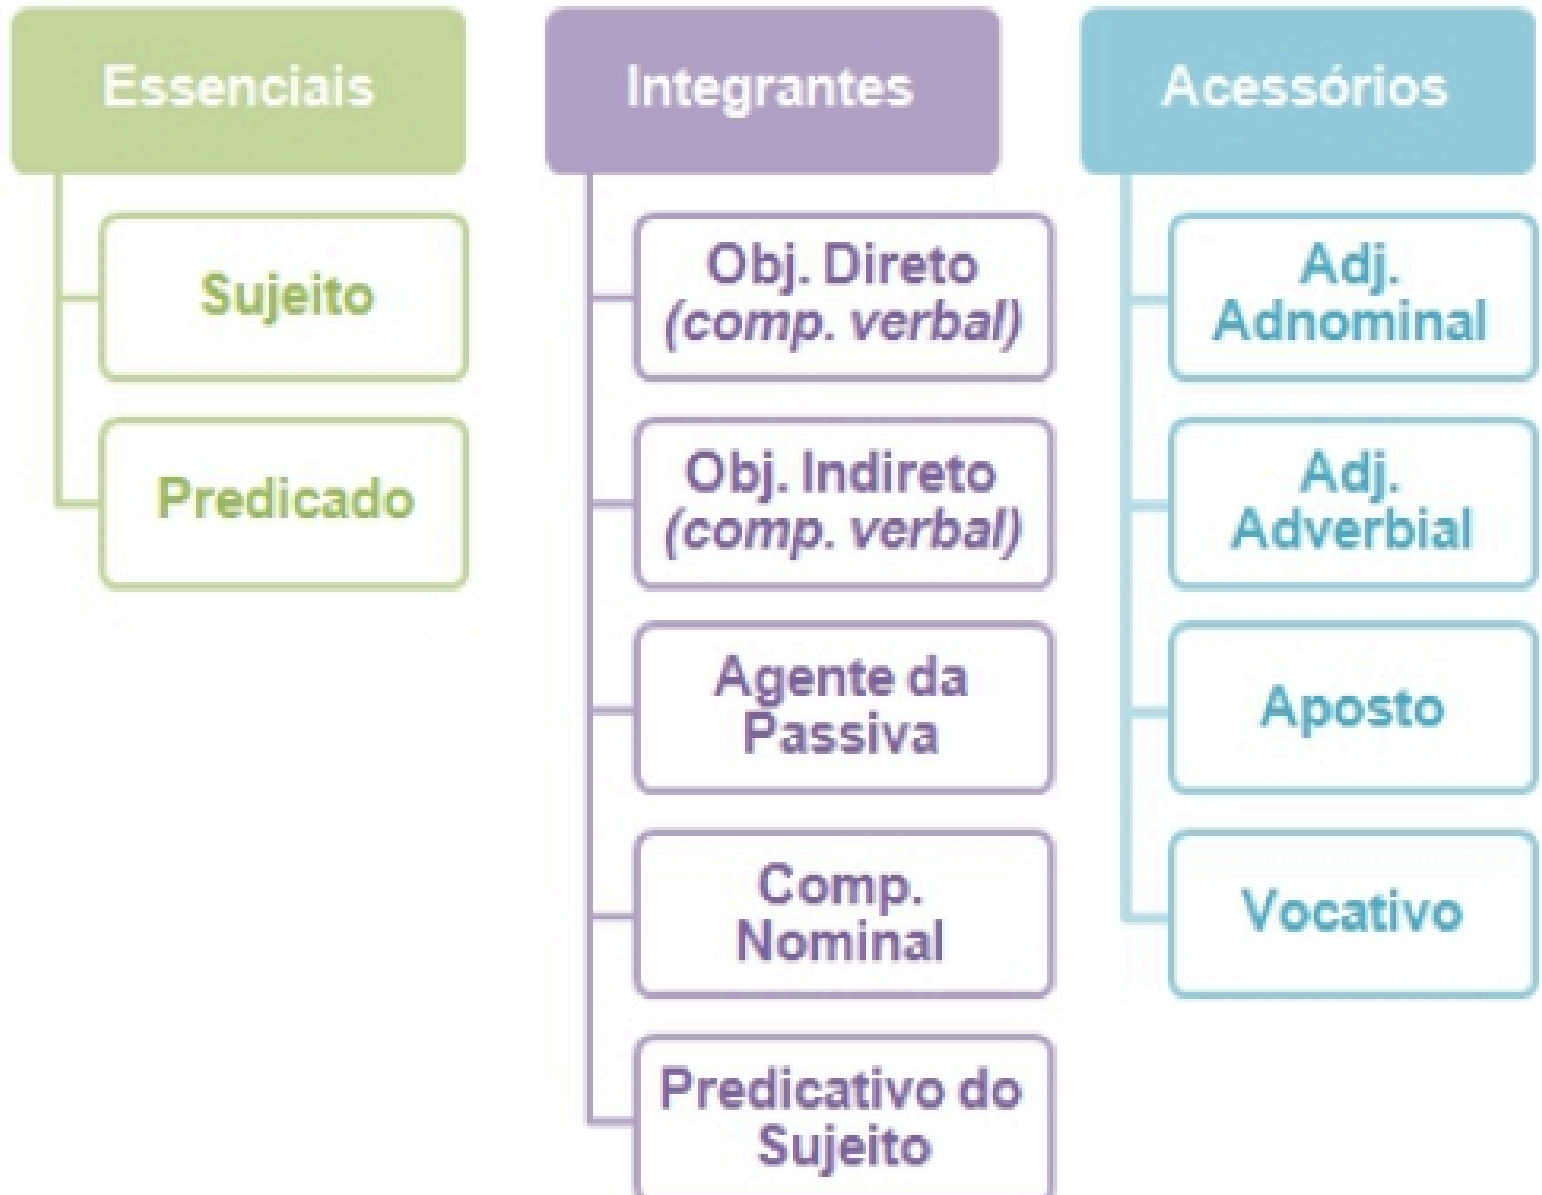 Essenciais
Sujeito
Predicado
Integrantes
Obj. Direto
(comp. verbal)
Obj. Indireto
(comp. verbal)
Agente da
Passiva
Comp.
Nominal
Predicativo do
Sujeito
Acessórios
Adj.
Adnominal
Adj.
Adverbial
Aposto
Vocativo